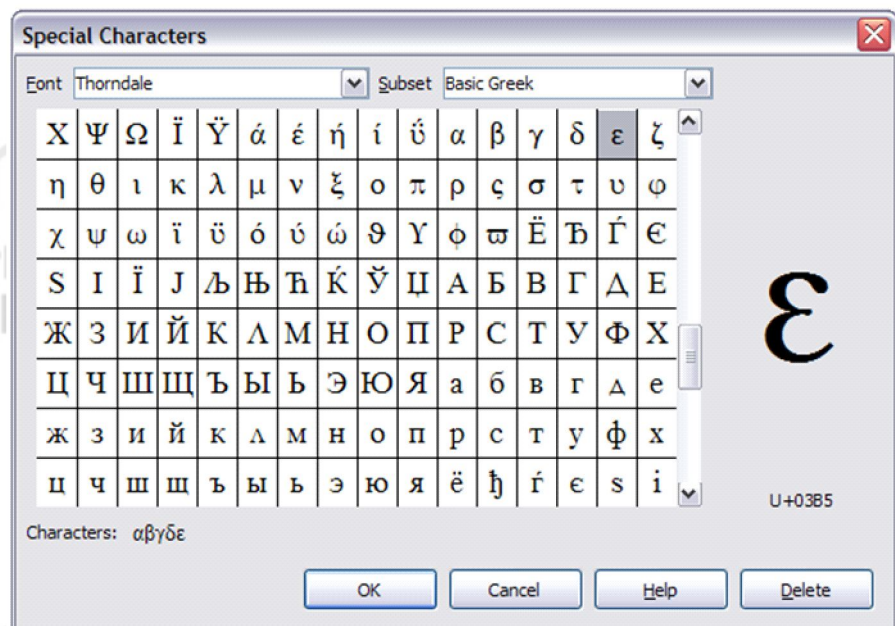 Special Characters
Font Thorndale Subset Basic Greek
Χ Ψ Ω Ϊ Ϋ ά έ ή ί ΰ α β γ δ ε ζ
η θ ι κ λ μ ν ξ ο π ρ ς σ τ υ φ
χ ψ ω ϊ ϋ ό ύ ώ ϑ ϒ ϕ ϖ Ё Ђ Ѓ Є
Ѕ І Ї Ј Љ Њ Ћ Ќ Ў Џ А Б В Г Д Е
Ж З И Й К Л М Н О П Р С Т У Ф Х
Ц Ч Ш Щ Ъ Ы Ь Э Ю Я а б в г д е
ж з и й к л м н о п р с т у ф х
ц ч ш щ ъ ы ь э ю я ё ђ ѓ є ѕ і
ε
U+03B5
Characters: αβγδε
OK Cancel Help Delete